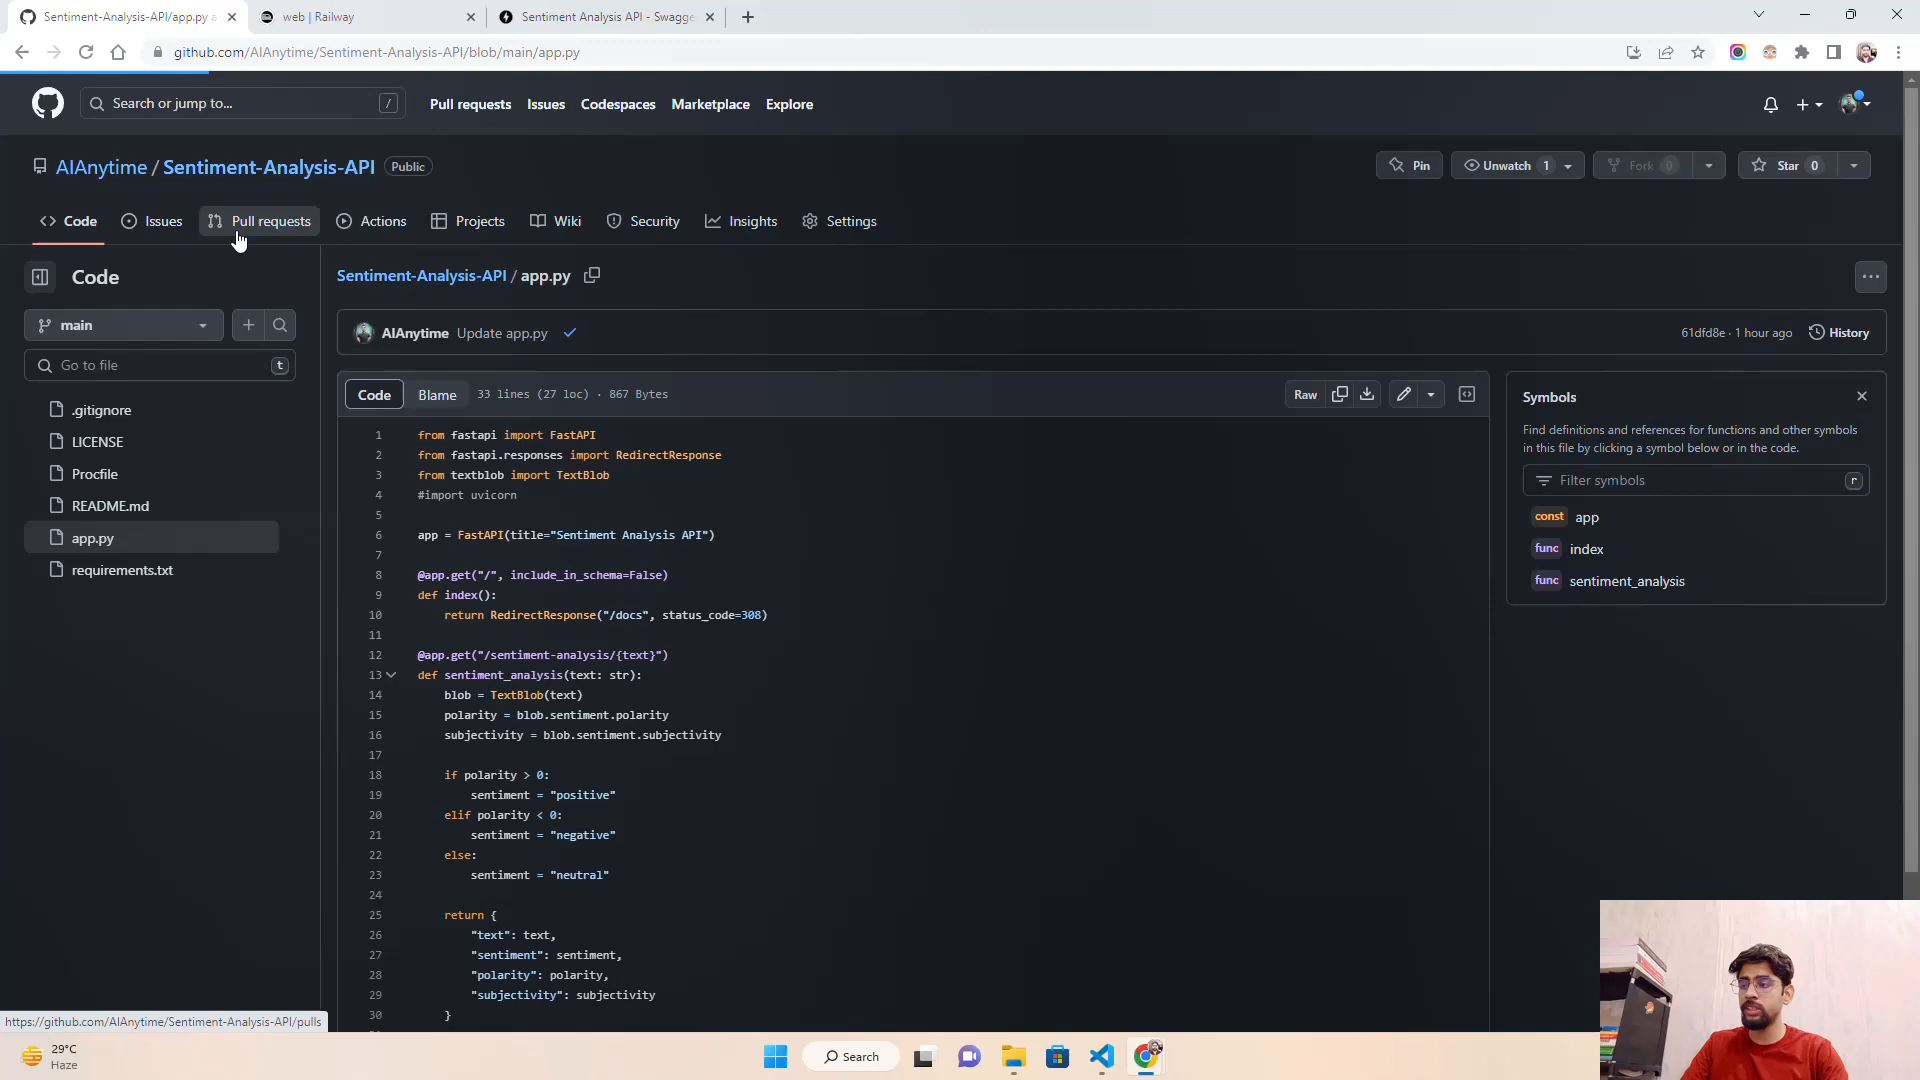 Sentiment-Analysis-API/app.py a
web | Railway
Sentiment Analysis API - Swagge
github.com/AIAnytime/Sentiment-Analysis-API/blob/main/app.py
Search or jump to...
/
Pull requests
Issues
Codespaces
Marketplace
Explore
AIAnytime / Sentiment-Analysis-API
Public
Pin
Unwatch 1
Fork 0
Star 0
Code
Issues
Pull requests
Actions
Projects
Wiki
Security
Insights
Settings
Code
Sentiment-Analysis-API / app.py
main
AIAnytime Update app.py
61dfd8e · 1 hour ago
History
Go to file
t
Code
Blame
33 lines (27 loc) · 867 Bytes
Raw
Symbols
Find definitions and references for functions and other symbols
in this file by clicking a symbol below or in the code.
Filter symbols
r
const app
func index
func sentiment_analysis
.gitignore
LICENSE
Procfile
README.md
app.py
requirements.txt
1 from fastapi import FastAPI
2 from fastapi.responses import RedirectResponse
3 from textblob import TextBlob
4 #import uvicorn
5
6 app = FastAPI(title="Sentiment Analysis API")
7
8 @app.get("/", include_in_schema=False)
9 def index():
10 return RedirectResponse("/docs", status_code=308)
11
12 @app.get("/sentiment-analysis/{text}")
13 def sentiment_analysis(text: str):
14 blob = TextBlob(text)
15 polarity = blob.sentiment.polarity
16 subjectivity = blob.sentiment.subjectivity
17
18 if polarity > 0:
19 sentiment = "positive"
20 elif polarity < 0:
21 sentiment = "negative"
22 else:
23 sentiment = "neutral"
24
25 return {
26 "text": text,
27 "sentiment": sentiment,
28 "polarity": polarity,
29 "subjectivity": subjectivity
30 }
https://github.com/AIAnytime/Sentiment-Analysis-API/pulls
29°C
Haze
Search